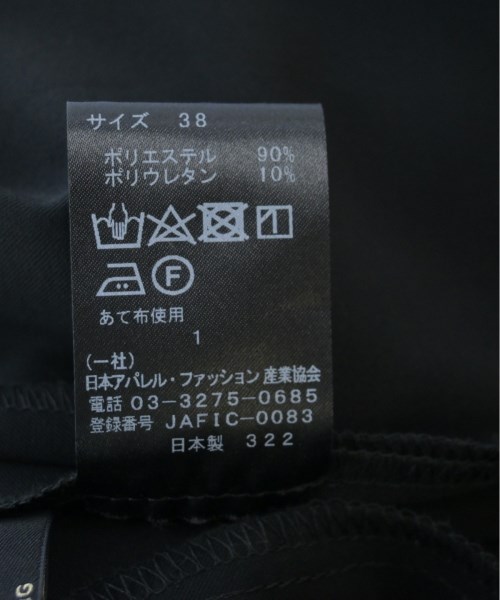 サイズ 38
ポリエステル 90%
ポリウレタン 10%
F
あて布使用
1
(一社)
日本アパレル・ファッション産業協会
電話 03-3275-0685
登録番号 JAFIC-0083
日本製 322